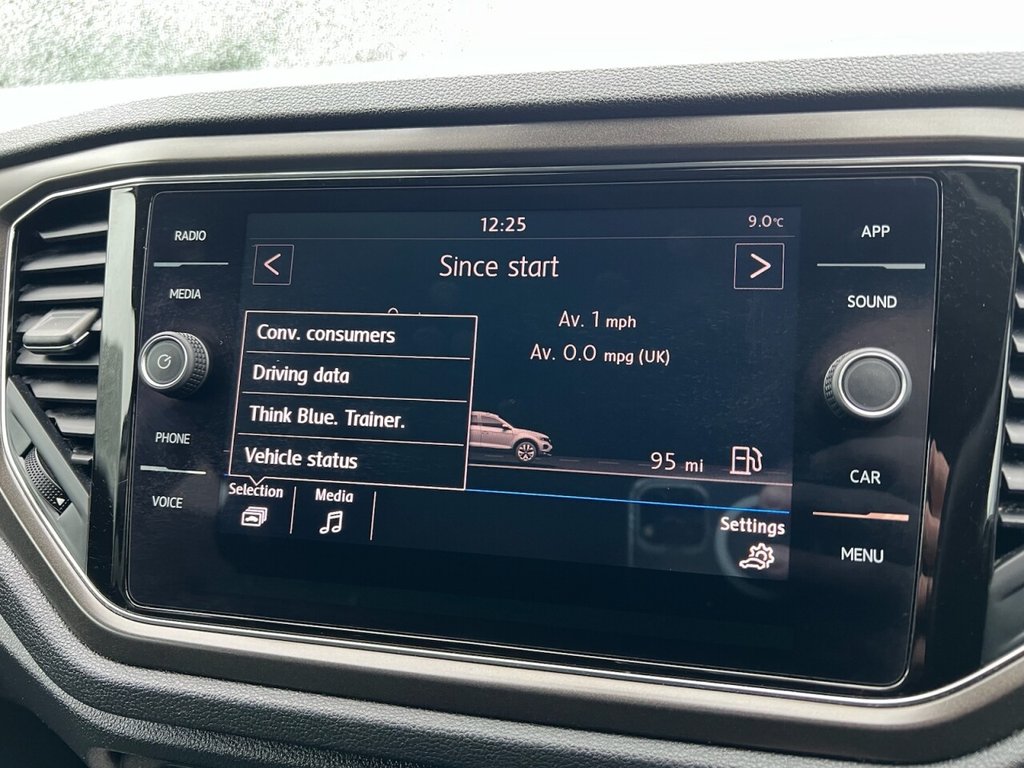 12:25
9.0°C
< Since start >
Av. 1 mph
Av. 0.0 mpg (UK)
Conv. consumers
Driving data
Think Blue. Trainer.
Vehicle status
95 mi
Selection
Media
Settings
RADIO
MEDIA
PHONE
VOICE
APP
SOUND
CAR
MENU